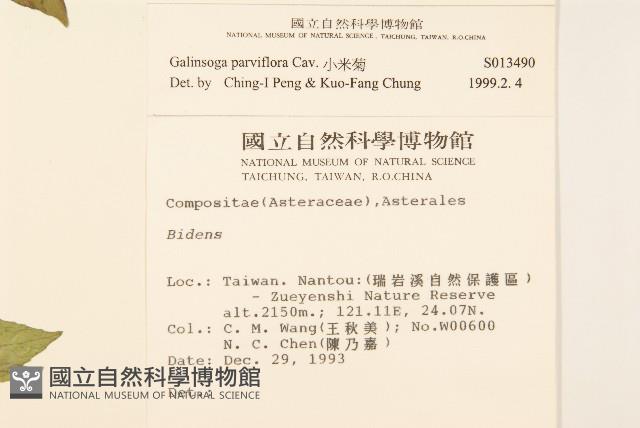 國立自然科學博物館
NATIONAL MUSEUM OF NATURAL SCIENCE, TAICHUNG, TAIWAN, R.O.CHINA
Galinsoga parviflora Cav. 小米菊 S013490
Det. by Ching-I Peng & Kuo-Fang Chung 1999.2. 4
國立自然科學博物館
NATIONAL MUSEUM OF NATURAL SCIENCE
TAICHUNG, TAIWAN, R.O.CHINA
Compositae(Asteraceae),Asterales
Bidens
Loc.: Taiwan. Nantou:(瑞岩溪自然保護區)
- Zueyenshi Nature Reserve
alt.2150m.; 121.11E, 24.07N.
Col.: C. M. Wang(王秋美); No.W00600
N. C. Chen(陳乃嘉)
Date: Dec. 29, 1993
國立自然科學博物館
NATIONAL MUSEUM OF NATURAL SCIENCE
Det.: